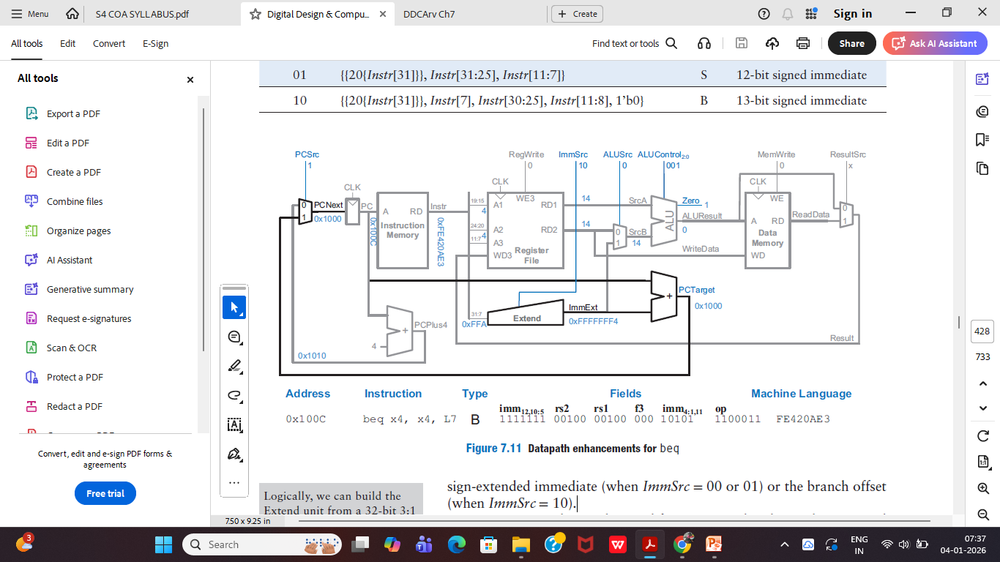 Menu
S4 COA SYLLABUS.pdf
Digital Design & Compu...
DDCArv Ch7
Create
Sign in
All tools
Edit
Convert
E-Sign
Find text or tools
Share
Ask AI Assistant
All tools
Export a PDF
Edit a PDF
Create a PDF
Combine files
Organize pages
AI Assistant
Generative summary
Request e-signatures
Scan & OCR
Protect a PDF
Redact a PDF
Convert, edit and e-sign PDF forms &
agreements
Free trial
01 {{20{Instr[31]}}, Instr[31:25], Instr[11:7]} S 12-bit signed immediate
10 {{20{Instr[31]}}, Instr[7], Instr[30:25], Instr[11:8], 1’b0} B 13-bit signed immediate
PCSrc RegWrite ImmSrc ALUSrc ALUControl2:0 MemWrite ResultSrc
1 0 10 0 001 0 x
CLK CLK CLK
0 PCNext PC A RD Instr 19:15 A1 WE3 RD1 14 SrcA Zero 1 WE
1 0x1000 0x100C Instruction Memory 0xFE420AE3 4 24:20 A2 RD2 14 0 SrcB ALU ALUResult A RD ReadData 0
11:7 4 A3 1 14 0 Data Memory 1
WD3 Register File WriteData WD
PCTarget
+
ImmExt 0x1000
31:7 Extend
PCPlus4 0xFFA 0xFFFFFFF4
+
4 Result
0x1010
Address Instruction Type Fields Machine Language
imm12,10:5 rs2 rs1 f3 imm4:1,11 op
0x100C beq x4, x4, L7 B 1111111 00100 00100 000 10101 1100011 FE420AE3
Figure 7.11 Datapath enhancements for beq
sign-extended immediate (when ImmSrc = 00 or 01) or the branch offset
(when ImmSrc = 10).
Logically, we can build the
Extend unit from a 32-bit 3:1
7.50 x 9.25 in
428
733
3
Search
ENG
IN
07:37
04-01-2026